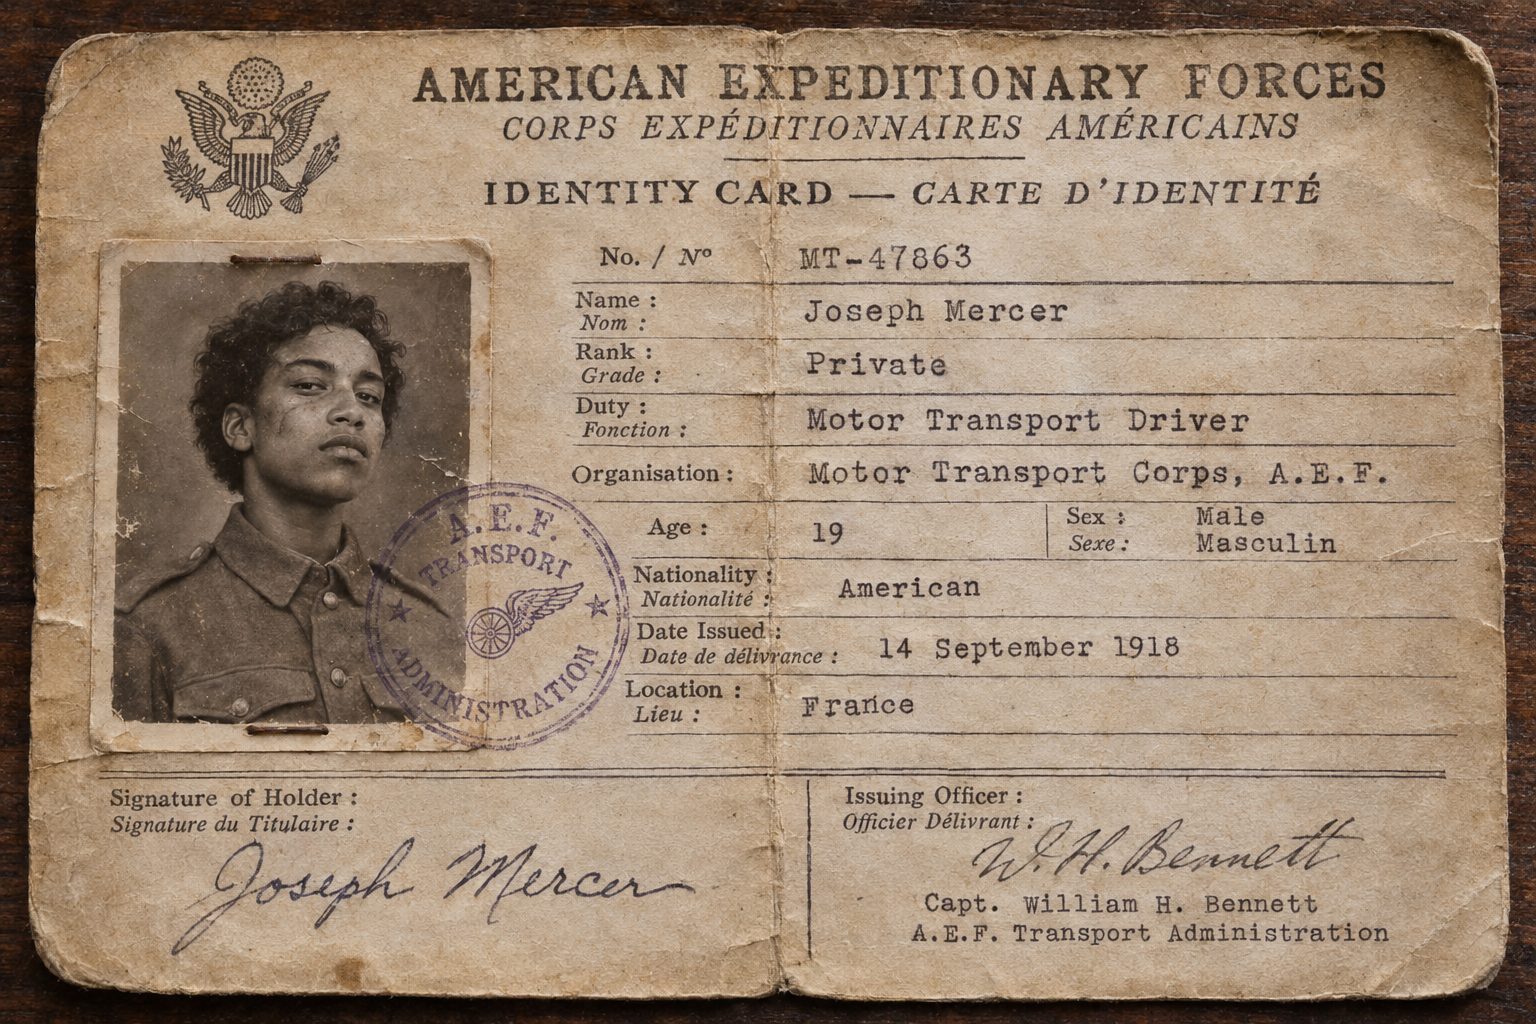 AMERICAN EXPEDITIONARY FORCES
CORPS EXPÉDITIONNAIRES AMÉRICAINS
IDENTITY CARD — CARTE D'IDENTITÉ
No. / Nº MT-47863
Name : Joseph Mercer
Nom :
Rank : Private
Grade :
Duty : Motor Transport Driver
Fonction :
Organisation : Motor Transport Corps, A.E.F.
Age : 19
Sex : Male
Sexe : Masculin
Nationality : American
Nationalité :
Date Issued : 14 September 1918
Date de délivrance :
Location : France
Lieu :
A.E.F.
TRANSPORT
ADMINISTRATION
Signature of Holder :
Signature du Titulaire :
Joseph Mercer
Issuing Officer :
Officier Délivrant :
W. H. Bennett
Capt. William H. Bennett
A.E.F. Transport Administration